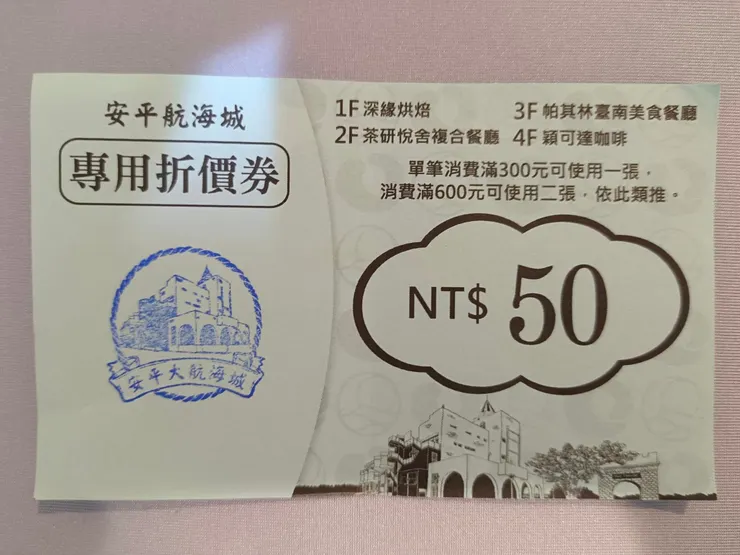 安平航海城
專用折價券
安平大航海城
1F 深緣烘焙
3F 帕其林臺南美食餐廳
2F 茶研悅舍複合餐廳
4F 穎可達咖啡
單筆消費滿300元可使用一張，
消費滿600元可使用二張，依此類推。
NT$ 50